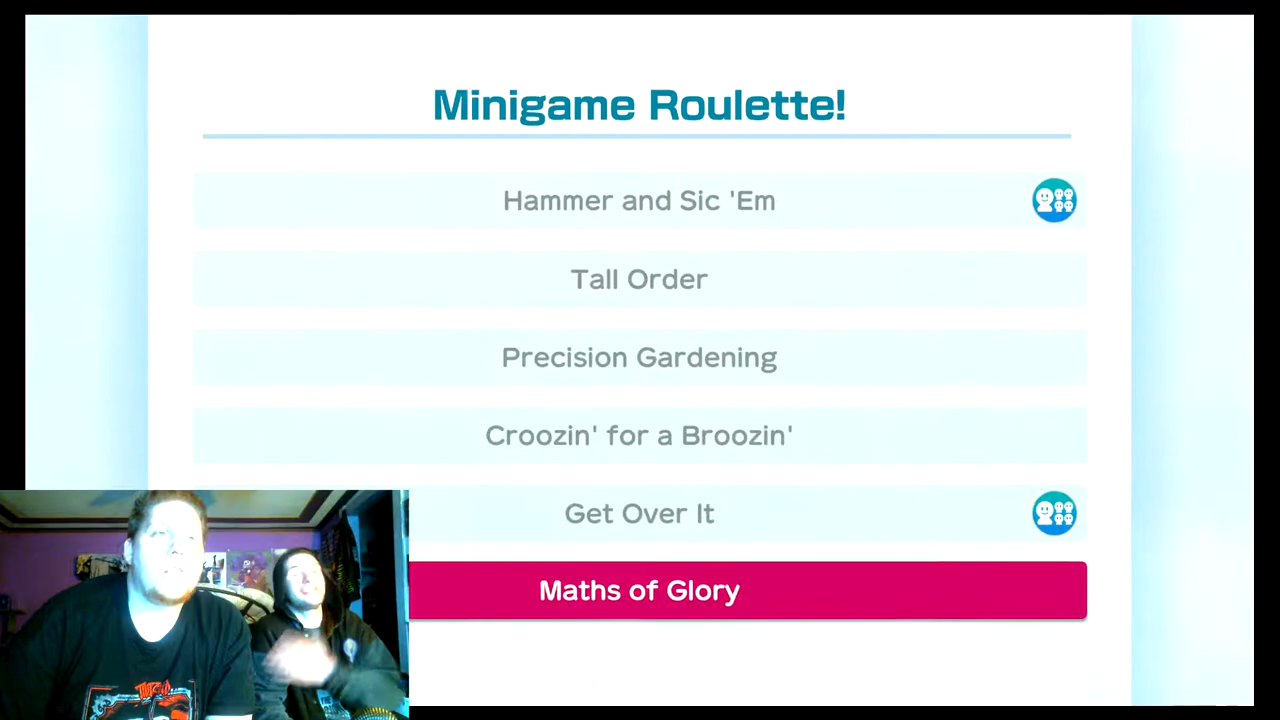 Minigame Roulette!
Hammer and Sic 'Em
Tall Order
Precision Gardening
Croozin' for a Broozin'
Get Over It
Maths of Glory